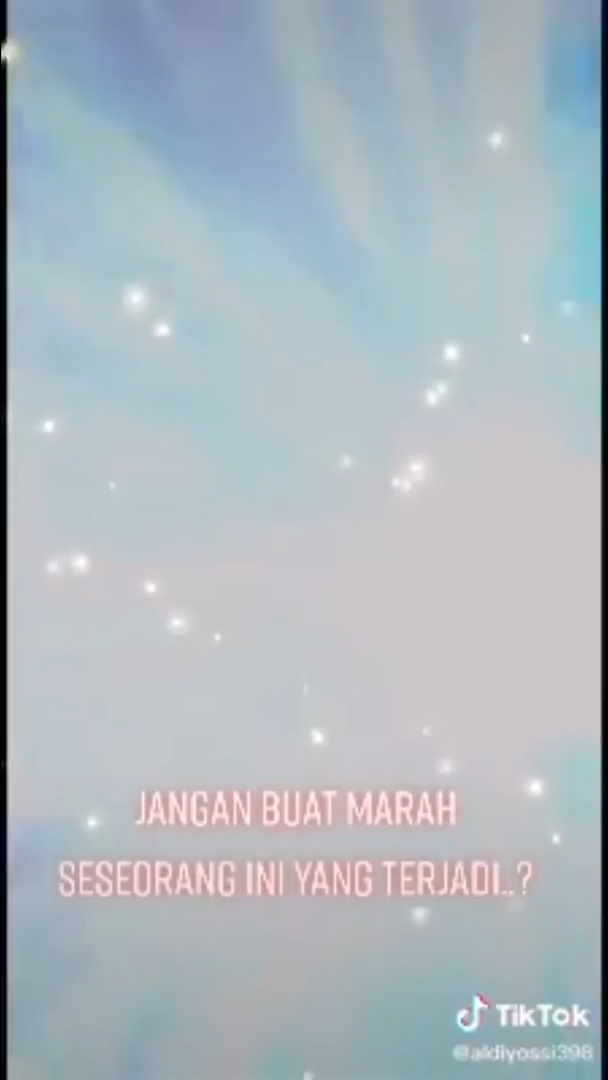 JANGAN BUAT MARAH
SESEORANG INI YANG TERJADI..?
TikTok
@aldiyossi398